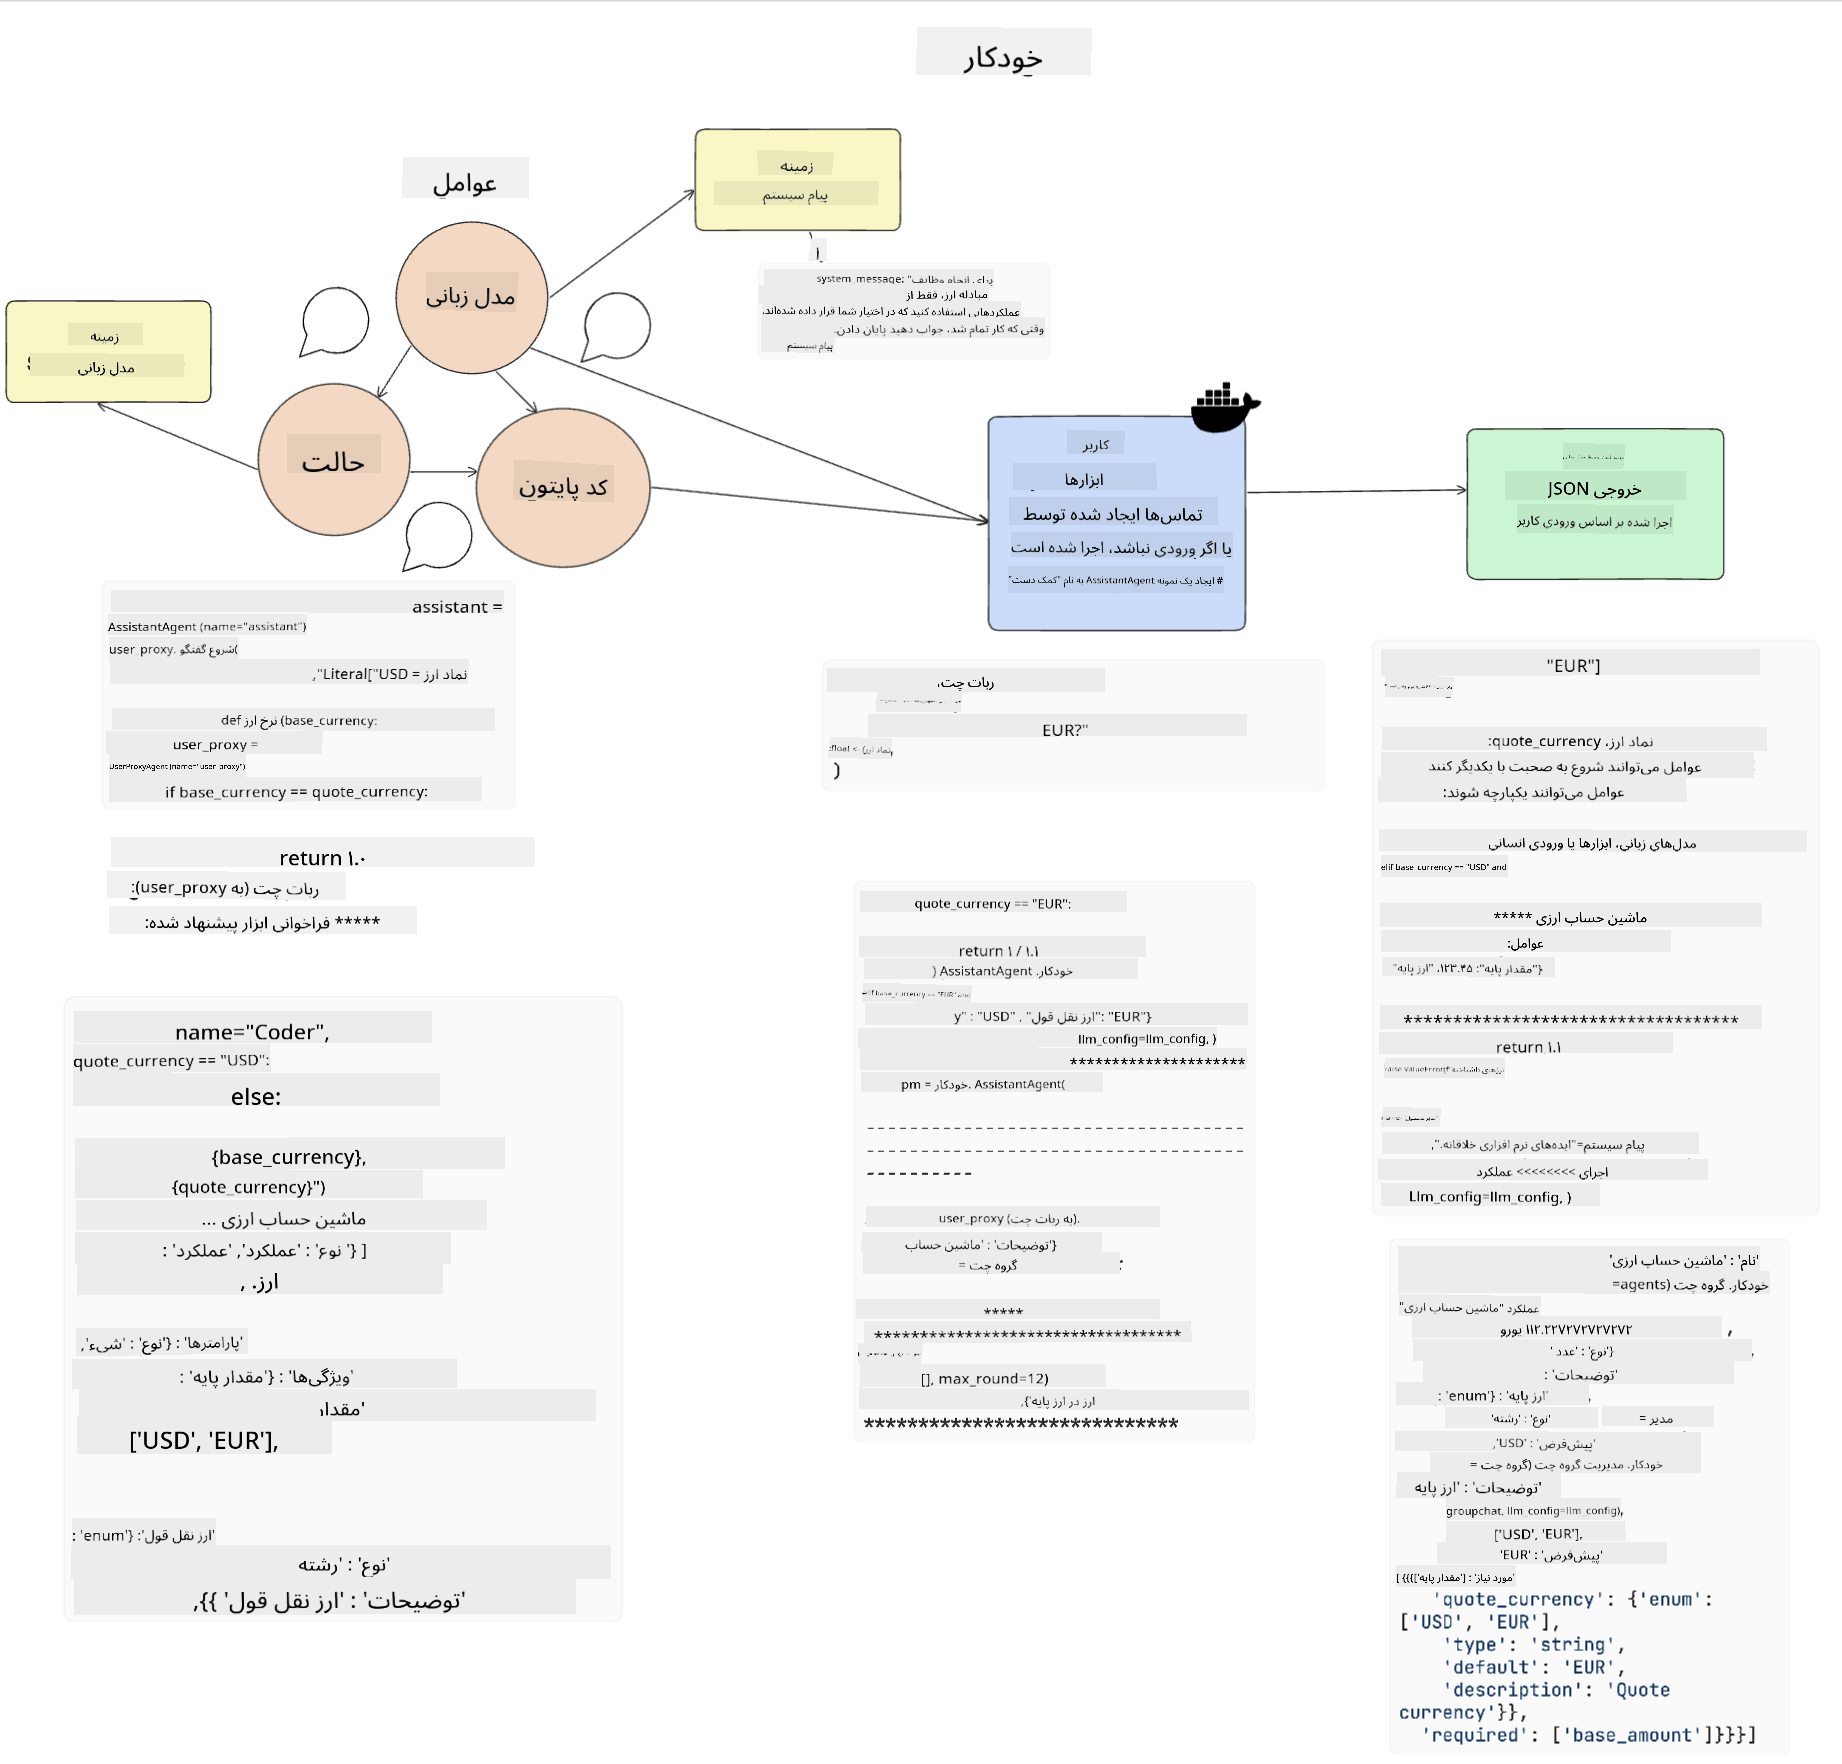 خودکار
عوامل
زمینه
پیام سیستم
مدل زبانی
system_message: "برای انجام وظایف
مبادله ارز، فقط از
عملکردهایی استفاده کنید که در اختیار شما قرار داده شده‌اند.
وقتی که کار تمام شد، جواب دهید پایان دادن.
پیام سیستم
زمینه
مدل زبانی
حالت
کد پایتون
کاربر
ابزارها
تماس‌ها ایجاد شده توسط
یا اگر ورودی نباشد، اجرا شده است
# ایجاد یک نمونه AssistantAgent به نام "کمک دست"
خروجی JSON
اجرا شده بر اساس ورودی کاربر
assistant =
AssistantAgent (name="assistant")
user_proxy. شروع گفتگو(
نماد ارز = Literal["USD",
def نرخ ارز (base_currency:
user_proxy =
UserProxyAgent (name="user_proxy")
if base_currency == quote_currency:
return ۱.۰
ربات چت (به user_proxy):
***** فراخوانی ابزار پیشنهاد شده:
name="Coder",
quote_currency == "USD":
else:
{base_currency},
{quote_currency}")
ماشین حساب ارزی ...
[ {' نوع' : 'عملکرد', 'عملکرد' :
ارز. ,
'پارامترها' : {'نوع' : 'شیء',
'ویژگی‌ها' : {'مقدار پایه' :
'مقدار
['USD', 'EUR'],
'ارز نقل قول': {'enum' :
'نوع' : 'رشته
'توضیحات' : 'ارز نقل قول' }},
ربات چت،
EUR?"
نماد ارز) -> float:
)
quote_currency == "EUR":
return ۱ / ۱.۱
خودکار. AssistantAgent (
elif base_currency == "EUR" and
y" : "USD" , "ارز نقل قول": "EUR"}
llm_config=llm_config, )
*********************
pm = خودکار. AssistantAgent(
--------------------------------
--------------------------------
----------
user_proxy (به ربات چت).
{'توضیحات' : 'ماشین حساب
گروه چت =
*****
**********************************
[], max_round=12)
ارز در ارز پایه'},
*****************************
"EUR"]
نماد ارز، quote_currency:
عوامل می‌توانند شروع به صحبت با یکدیگر کنند
عوامل می‌توانند یکپارچه شوند:
مدل‌های زبانی، ابزارها یا ورودی انسانی
elif base_currency == "USD" and
ماشین حساب ارزی *****
عوامل:
{"مقدار پایه": ۱۲۳.۴۵، "ارز پایه"
**********************************
return ۱.۱
raise ValueError(f"ارزهای ناشناخته
پیام سیستم="ایده‌های نرم افزاری خلاقانه.",
اجرای >>>>>>>> عملکرد
Llm_config=llm_config, )
'نام' : 'ماشین حساب ارزی'
خودکار. گروه چت (agents=
عملکرد "ماشین حساب ارزی"
۱۱۲.۲۲۷۲۷۲۷۲۷۲۷۲ یورو ,
{'نوع' : 'عدد '
'توضیحات' :
'ارز پایه' : {'enum' :
'نوع' : 'رشته'
مدیر =
'پیش‌فرض' : 'USD',
خودکار. مدیریت گروه چت (گروه چت =
'توضیحات' : 'ارز پایه
groupchat, llm_config=llm_config),
['USD', 'EUR'],
'پیش‌فرض' : 'EUR'
'مورد نیاز' : ['مقدار پایه']}}} ]
'quote_currency': {'enum':
['USD', 'EUR'],
'type': 'string',
'default': 'EUR',
'description': 'Quote
currency'}},
'required': ['base_amount']}}}]